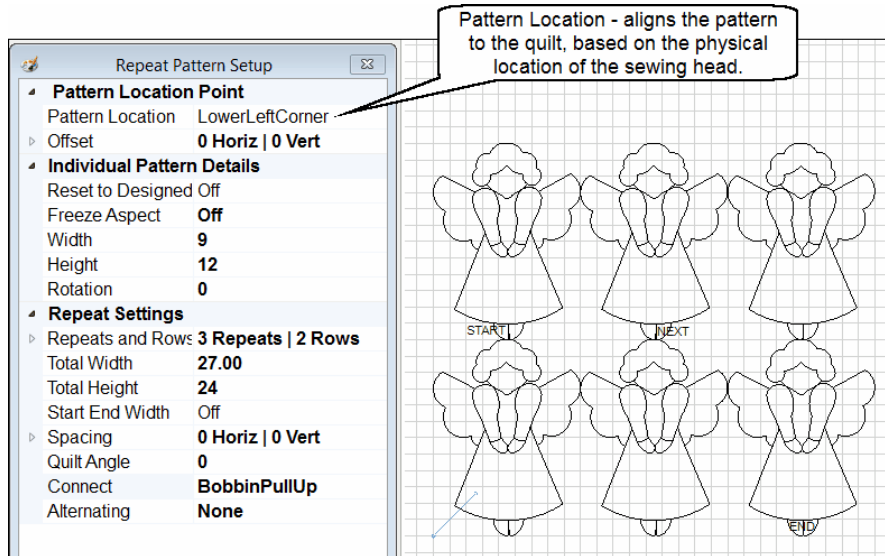 Pattern Location - aligns the pattern
to the quilt, based on the physical
location of the sewing head.
Repeat Pattern Setup
Pattern Location Point
Pattern Location LowerLeftCorner
Offset 0 Horiz | 0 Vert
Individual Pattern Details
Reset to Designed Off
Freeze Aspect Off
Width 9
Height 12
Rotation 0
Repeat Settings
Repeats and Rows 3 Repeats | 2 Rows
Total Width 27.00
Total Height 24
Start End Width Off
Spacing 0 Horiz | 0 Vert
Quilt Angle 0
Connect BobbinPullUp
Alternating None
START NEXT
END